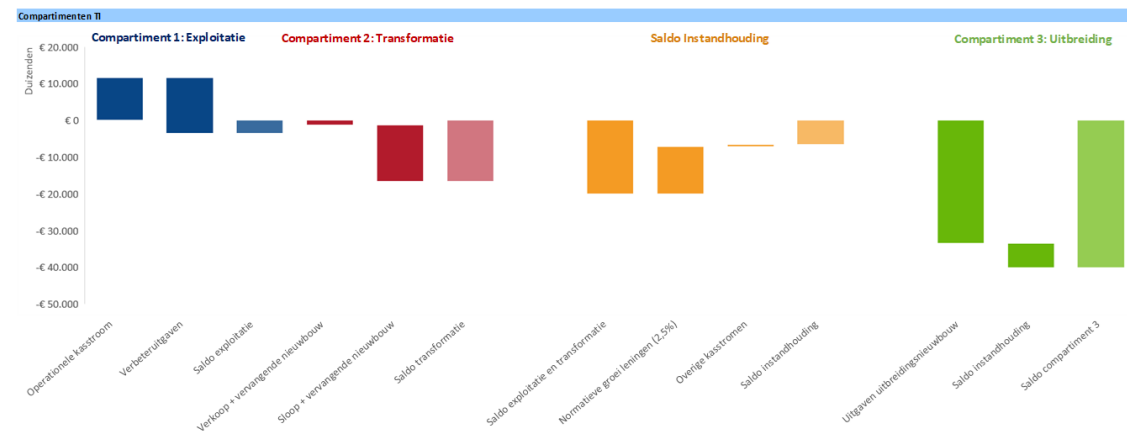 Compartimenten TI
Compartiment 1: Exploitatie
Compartiment 2: Transformatie
Saldo Instandhouding
Compartiment 3: Uitbreiding
Duizenden
€ 20.000
€ 10.000
€ 0
-€ 10.000
-€ 20.000
-€ 30.000
-€ 40.000
-€ 50.000
Operationele kasstroom
Verbeteruitgaven
Saldo exploitatie
Verkoop + vervangende nieuwbouw
Sloop + vervangende nieuwbouw
Saldo transformatie
Saldo exploitatie en transformatie
Normatieve groei leningen (2,5%)
Overige kasstromen
Saldo instandhouding
Uitgaven uitbreidingsnieuwbouw
Saldo instandhouding
Saldo compartiment 3